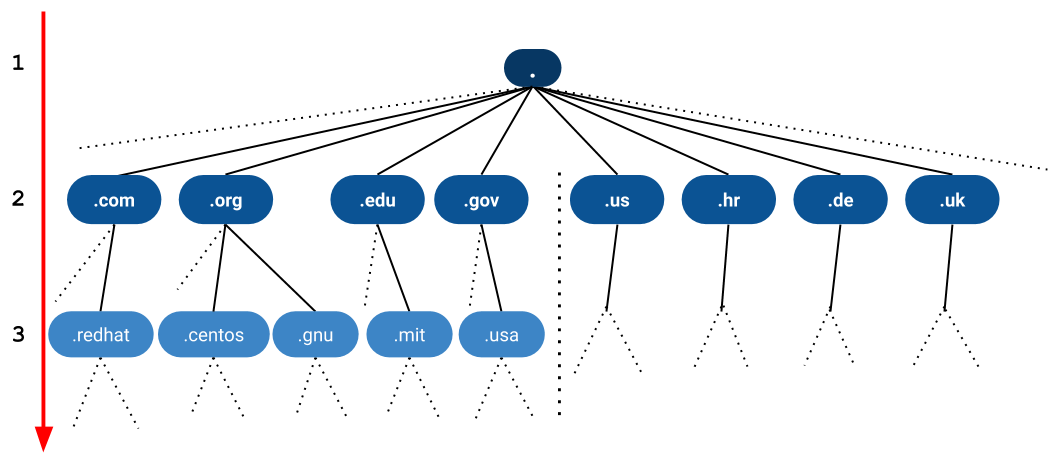 1
.
2
.com .org .edu .gov .us .hr .de .uk
3
.redhat .centos .gnu .mit .usa